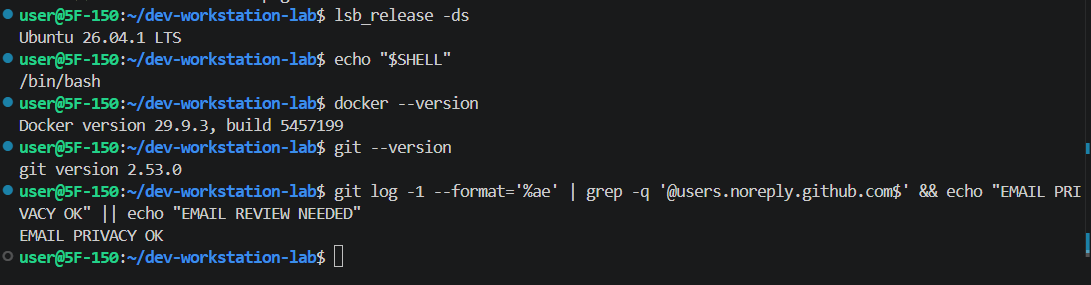 user@5F-150:~/dev-workstation-lab$ lsb_release -ds
Ubuntu 26.04.1 LTS
user@5F-150:~/dev-workstation-lab$ echo "$SHELL"
/bin/bash
user@5F-150:~/dev-workstation-lab$ docker --version
Docker version 29.9.3, build 5457199
user@5F-150:~/dev-workstation-lab$ git --version
git version 2.53.0
user@5F-150:~/dev-workstation-lab$ git log -1 --format='%ae' | grep -q '@users.noreply.github.com$' && echo "EMAIL PRI
VACY OK" || echo "EMAIL REVIEW NEEDED"
EMAIL PRIVACY OK
user@5F-150:~/dev-workstation-lab$